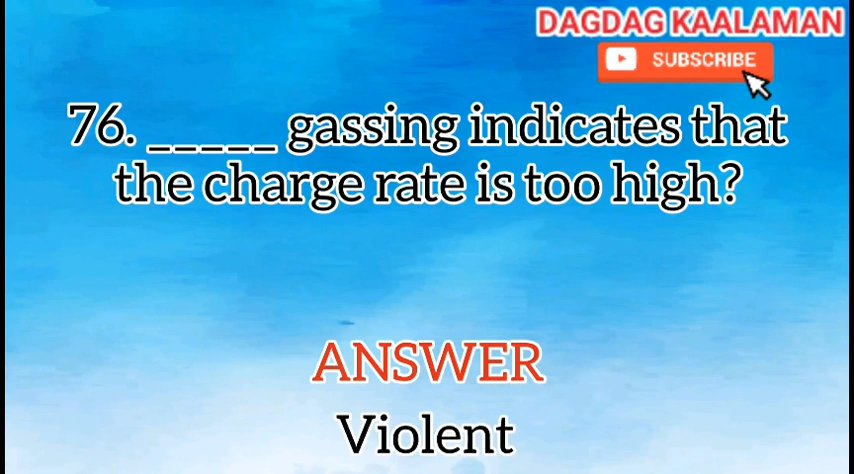 DAGDAG KAALAMAN
SUBSCRIBE
76. _____ gassing indicates that
the charge rate is too high?
ANSWER
Violent